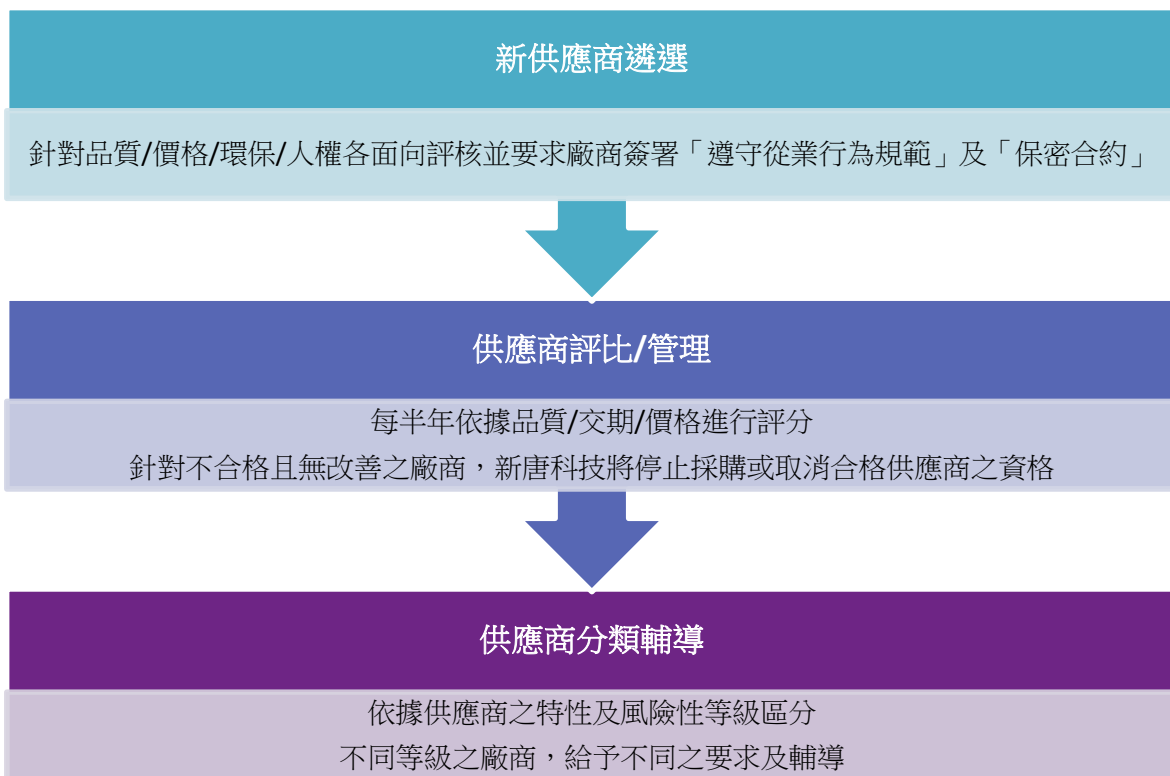 新供應商遴選
針對品質/價格/環保/人權各面向評核並要求廠商簽署「遵守從業行為規範」及「保密合約」
供應商評比/管理
每半年依據品質/交期/價格進行評分
針對不合格且無改善之廠商，新唐科技將停止採購或取消合格供應商之資格
供應商分類輔導
依據供應商之特性及風險性等級區分
不同等級之廠商，給予不同之要求及輔導